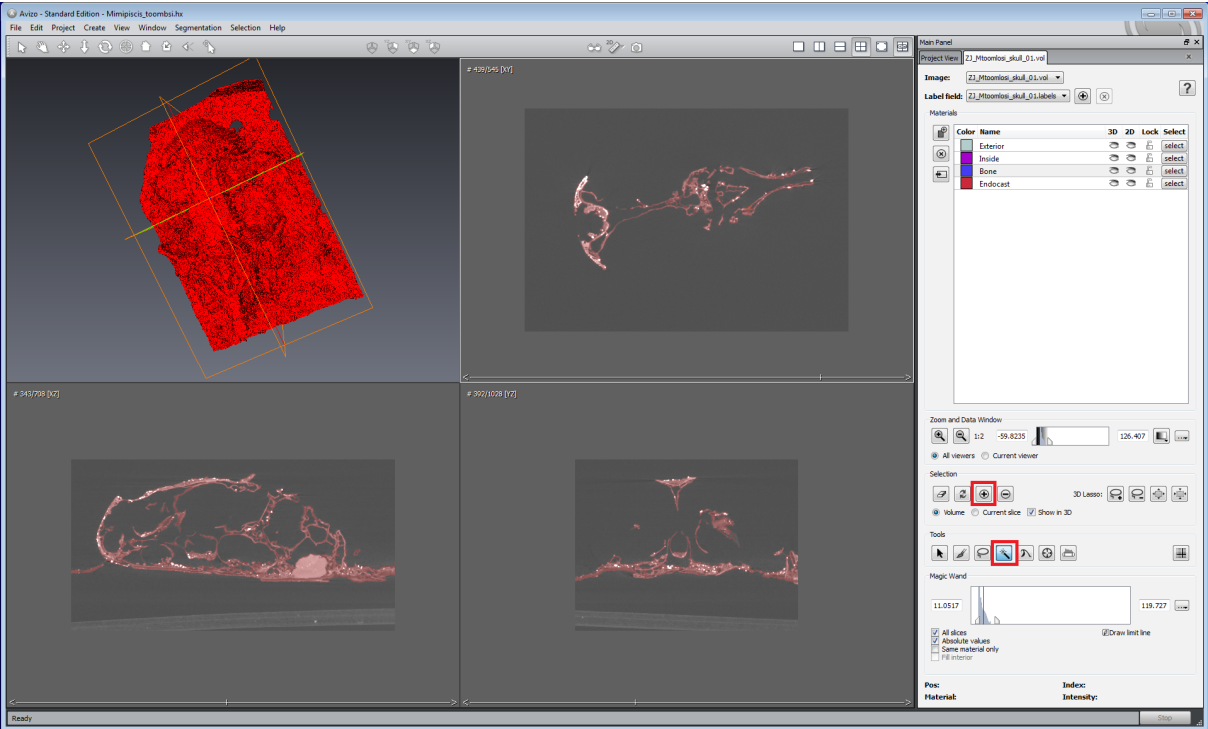 Avizo - Standard Edition - Mimipiscis_toombsi.hx
File Edit Project Create View Window Segmentation Selection Help
2D
# 439/545 [XY]
# 343/708 [XZ]
# 392/1028 [YZ]
Ready
Main Panel
Project View ZJ_Mtoomlosi_skull_01.vol
Image: ZJ_Mtoomlosi_skull_01.vol
Label field: ZJ_Mtoomlosi_skull_01.labels
?
Materials
Color Name 3D 2D Lock Select
Exterior select
Inside select
Bone select
Endocast select
Zoom and Data Window
1:2 -59.8235 126.407
All viewers Current viewer
Selection
3D Lasso:
Volume Current slice Show in 3D
Tools
Magic Wand
11.0517 119.727
All slices Draw limit line
Absolute values
Same material only
Fill interior
Pos: Index:
Material: Intensity:
Stop